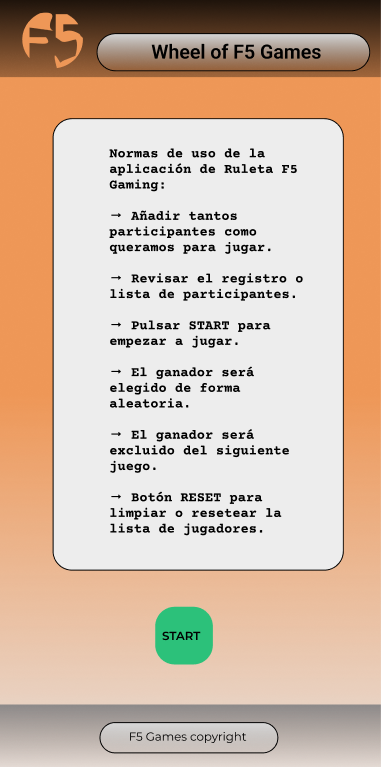 F5
Wheel of F5 Games
Normas de uso de la
aplicación de Ruleta F5
Gaming:
→ Añadir tantos
participantes como
queramos para jugar.
→ Revisar el registro o
lista de participantes.
→ Pulsar START para
empezar a jugar.
→ El ganador será
elegido de forma
aleatoria.
→ El ganador será
excluido del siguiente
juego.
→ Botón RESET para
limpiar o resetear la
lista de jugadores.
START
F5 Games copyright